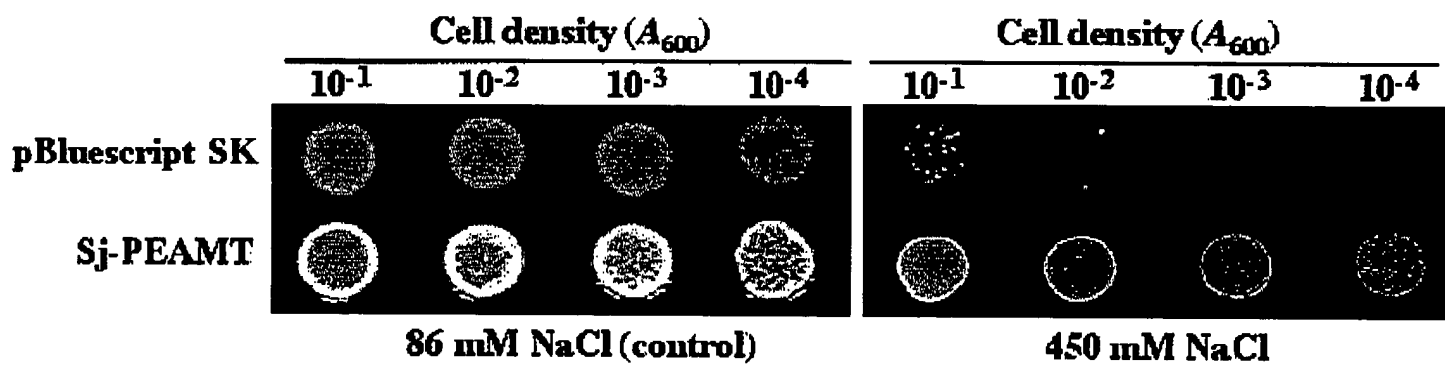 Cell density (A600) Cell density (A600)
10-1 10-2 10-3 10-4 10-1 10-2 10-3 10-4
pBluescript SK
Sj-PEAMT
86 mM NaCl (control) 450 mM NaCl